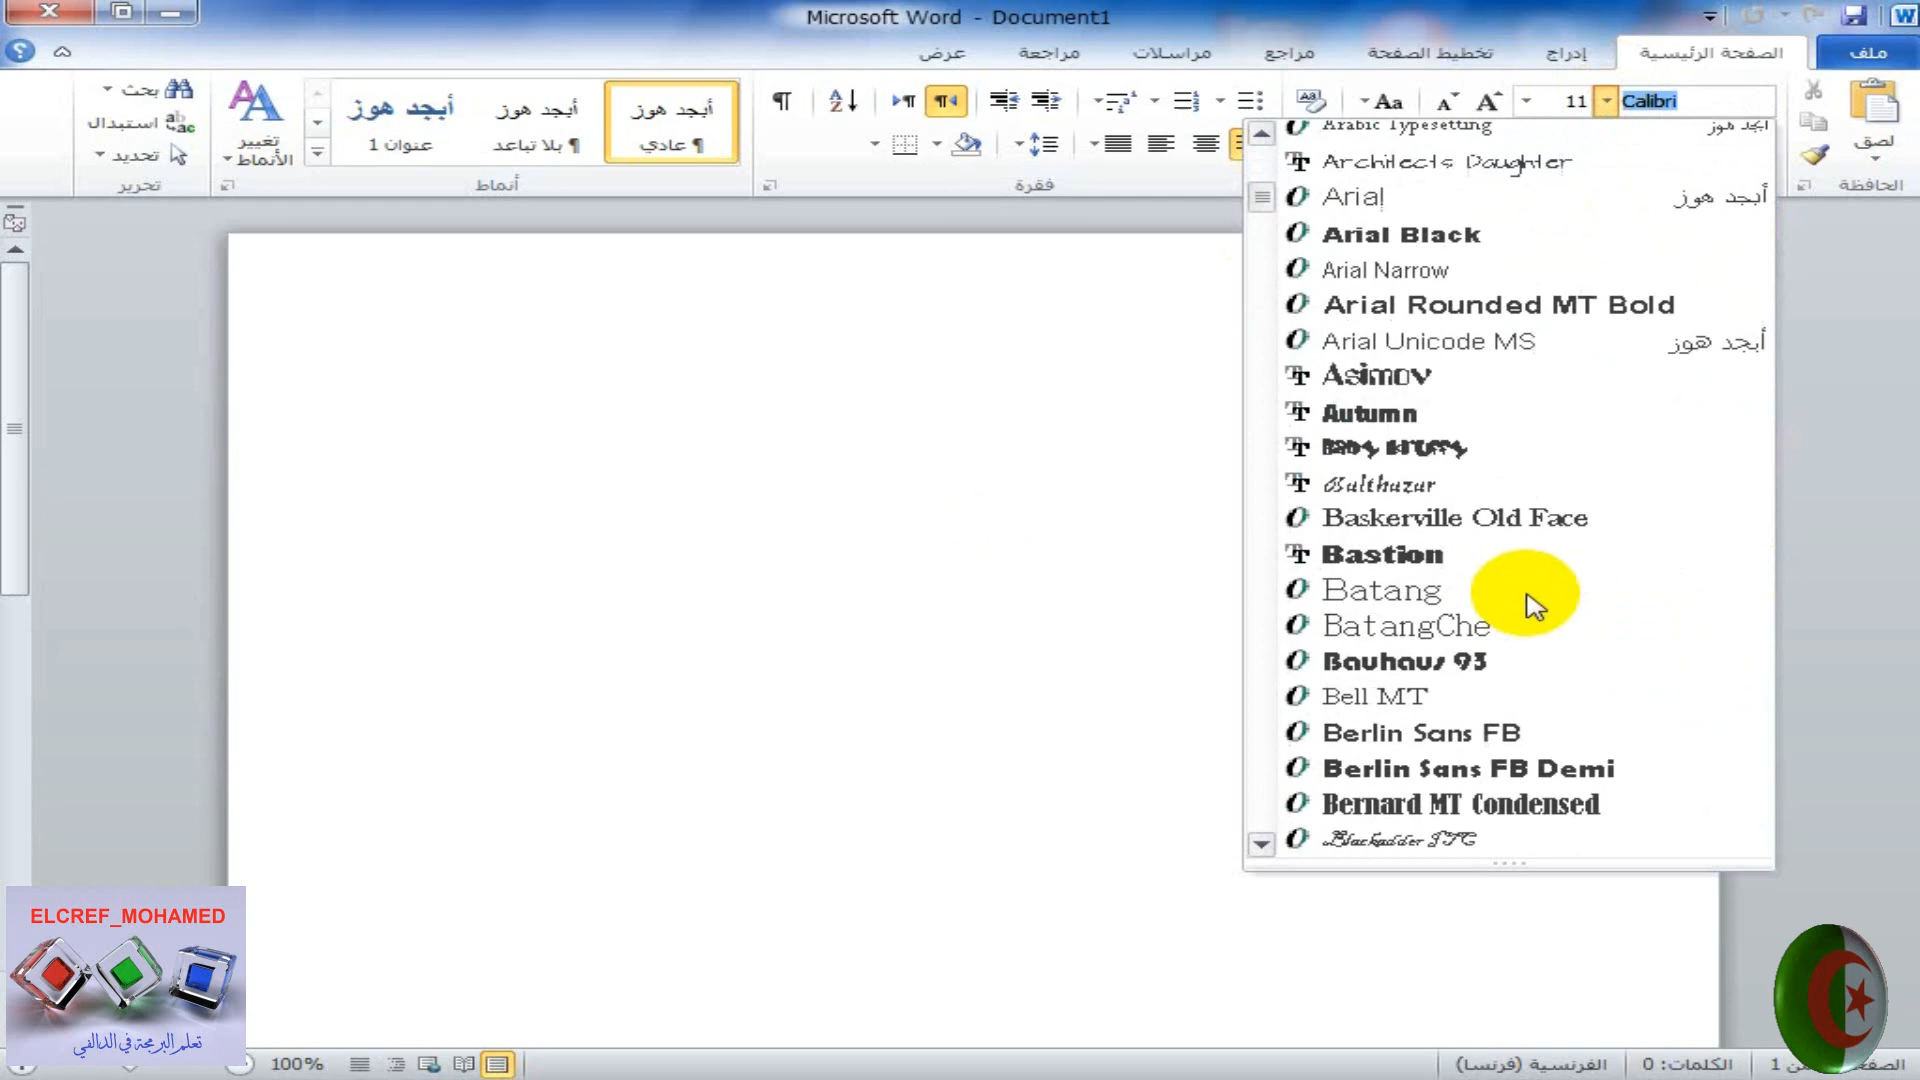 Microsoft Word - Document1
ملف
الصفحة الرئيسية
إدراج
تخطيط الصفحة
مراجع
مراسلات
مراجعة
عرض
Calibri
11
لصق
الحافظة
فقرة
أبجد هوز
¶ عادي
أبجد هوز
¶ بلا تباعد
أبجد هوز
عنوان 1
أنماط
تغيير
الأنماط
بحث
استبدال
تحديد
تحرير
Arabic Typesetting أبجد هوز
Architects Daughter
Arial أبجد هوز
Arial Black
Arial Narrow
Arial Rounded MT Bold
Arial Unicode MS أبجد هوز
Asimov
Autumn
Balthazar
Baskerville Old Face
Bastion
Batang
BatangChe
Bauhaus 93
Bell MT
Berlin Sans FB
Berlin Sans FB Demi
Bernard MT Condensed
Blackadder ITC
ELCREF_MOHAMED
تعلم البرمجة في الدالفي
الكلمات: 0
الفرنسية (فرنسا)
100%